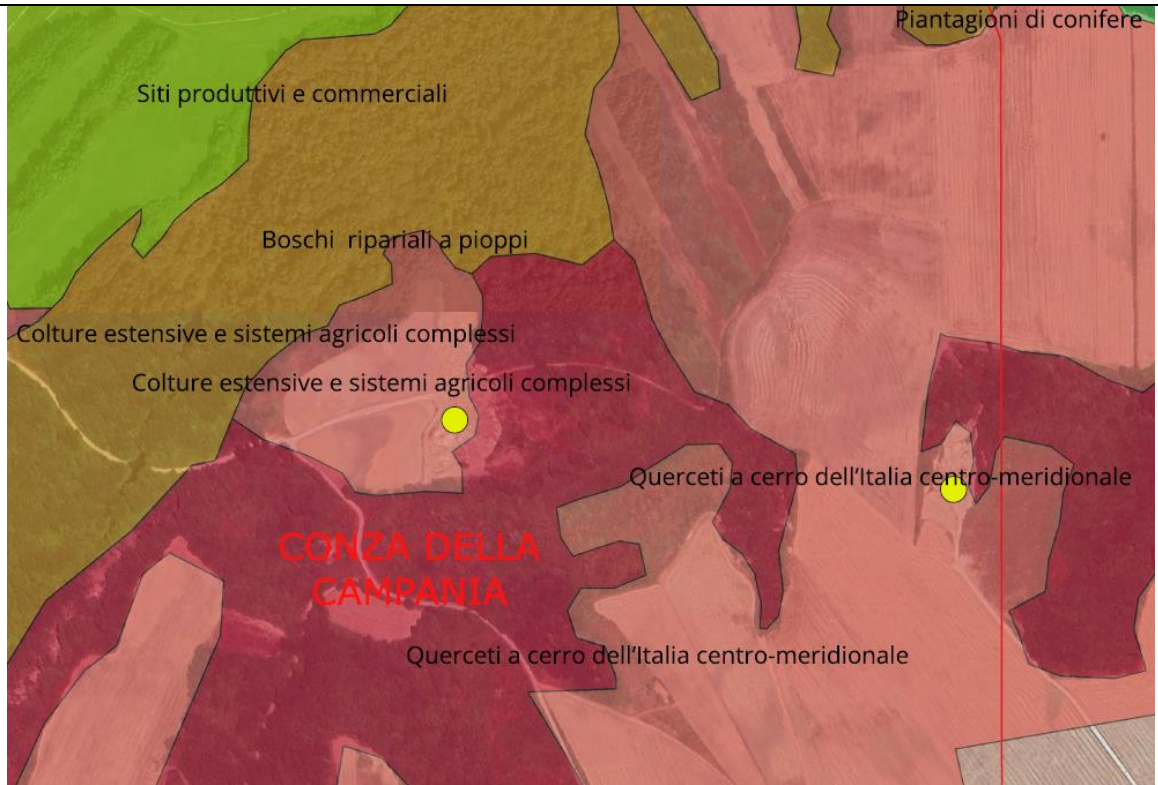 Piantagioni di conifere
Siti produttivi e commerciali
Boschi  ripariali a pioppi
Colture estensive e sistemi agricoli complessi
Colture estensive e sistemi agricoli complessi
Querceti a cerro dell'Italia centro-meridionale
CONZA DELLA
CAMPANIA
Querceti a cerro dell'Italia centro-meridionale